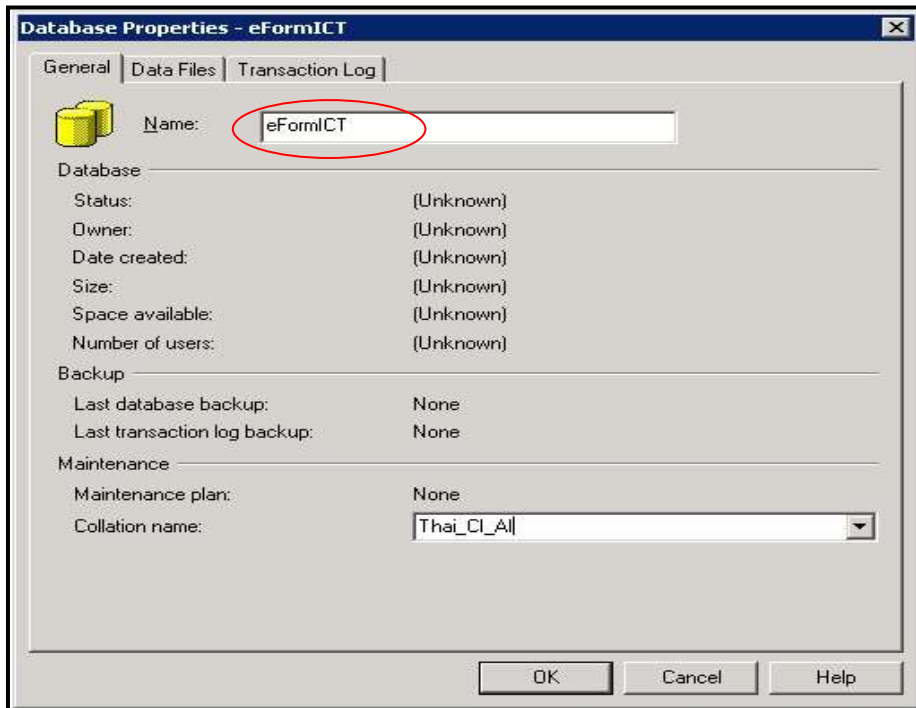 Database Properties - eFormICT
General Data Files Transaction Log
Name: eFormICT
Database
Status: (Unknown)
Owner: (Unknown)
Date created: (Unknown)
Size: (Unknown)
Space available: (Unknown)
Number of users: (Unknown)
Backup
Last database backup: None
Last transaction log backup: None
Maintenance
Maintenance plan: None
Collation name: Thai_CI_AI
OK Cancel Help